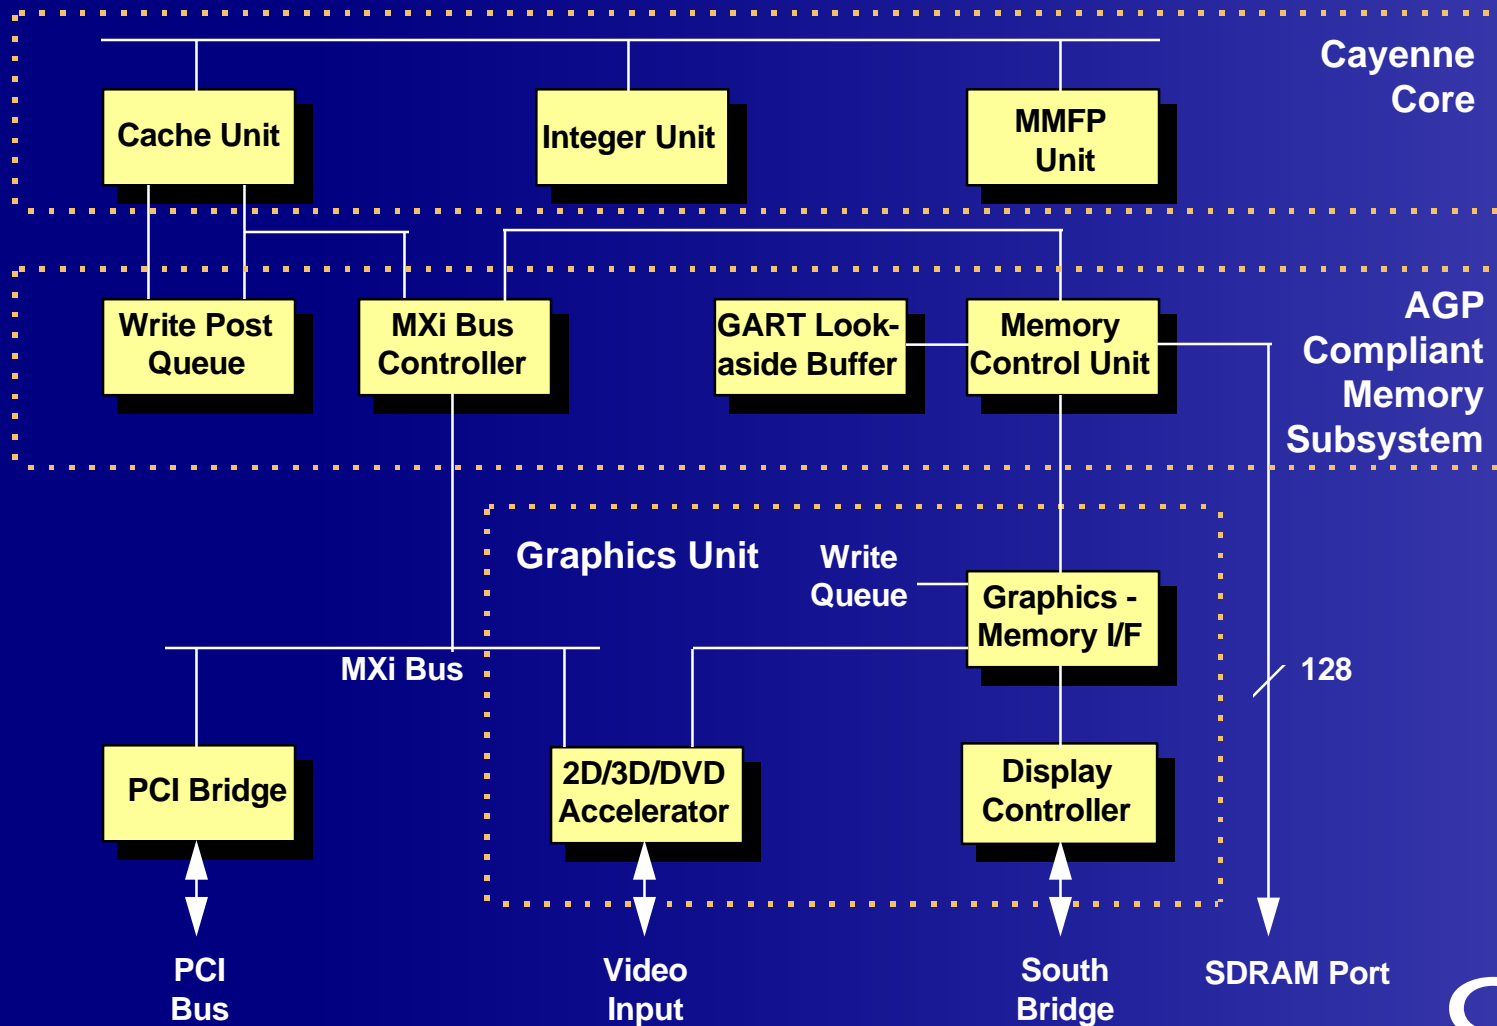 Cayenne
Core
Cache Unit
Integer Unit
MMFP
Unit
AGP
Compliant
Memory
Subsystem
Write Post
Queue
MXi Bus
Controller
GART Look-
aside Buffer
Memory
Control Unit
Graphics Unit
Write
Queue
Graphics -
Memory I/F
MXi Bus
128
PCI Bridge
2D/3D/DVD
Accelerator
Display
Controller
PCI
Bus
Video
Input
South
Bridge
SDRAM Port